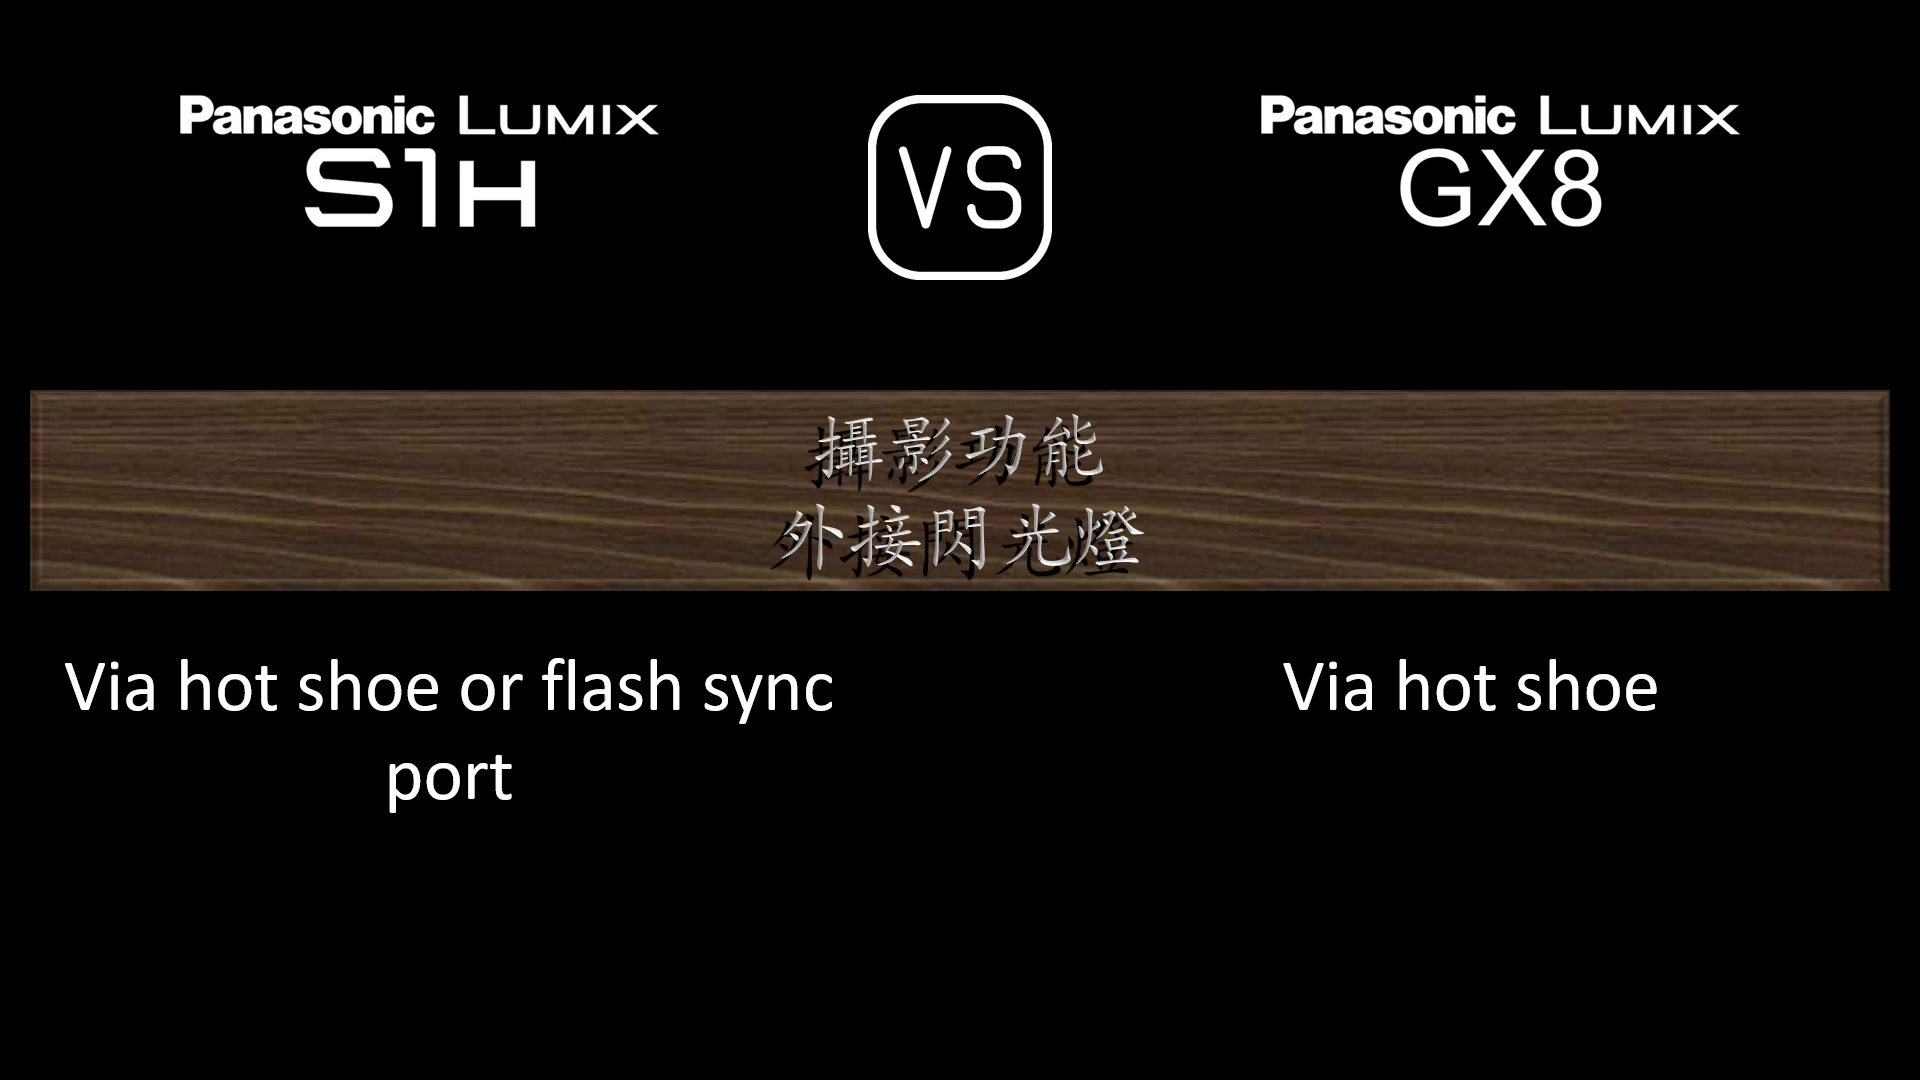 Panasonic LUMIX
S1H
VS
Panasonic LUMIX
GX8
攝影功能
外接閃光燈
Via hot shoe or flash sync
port
Via hot shoe